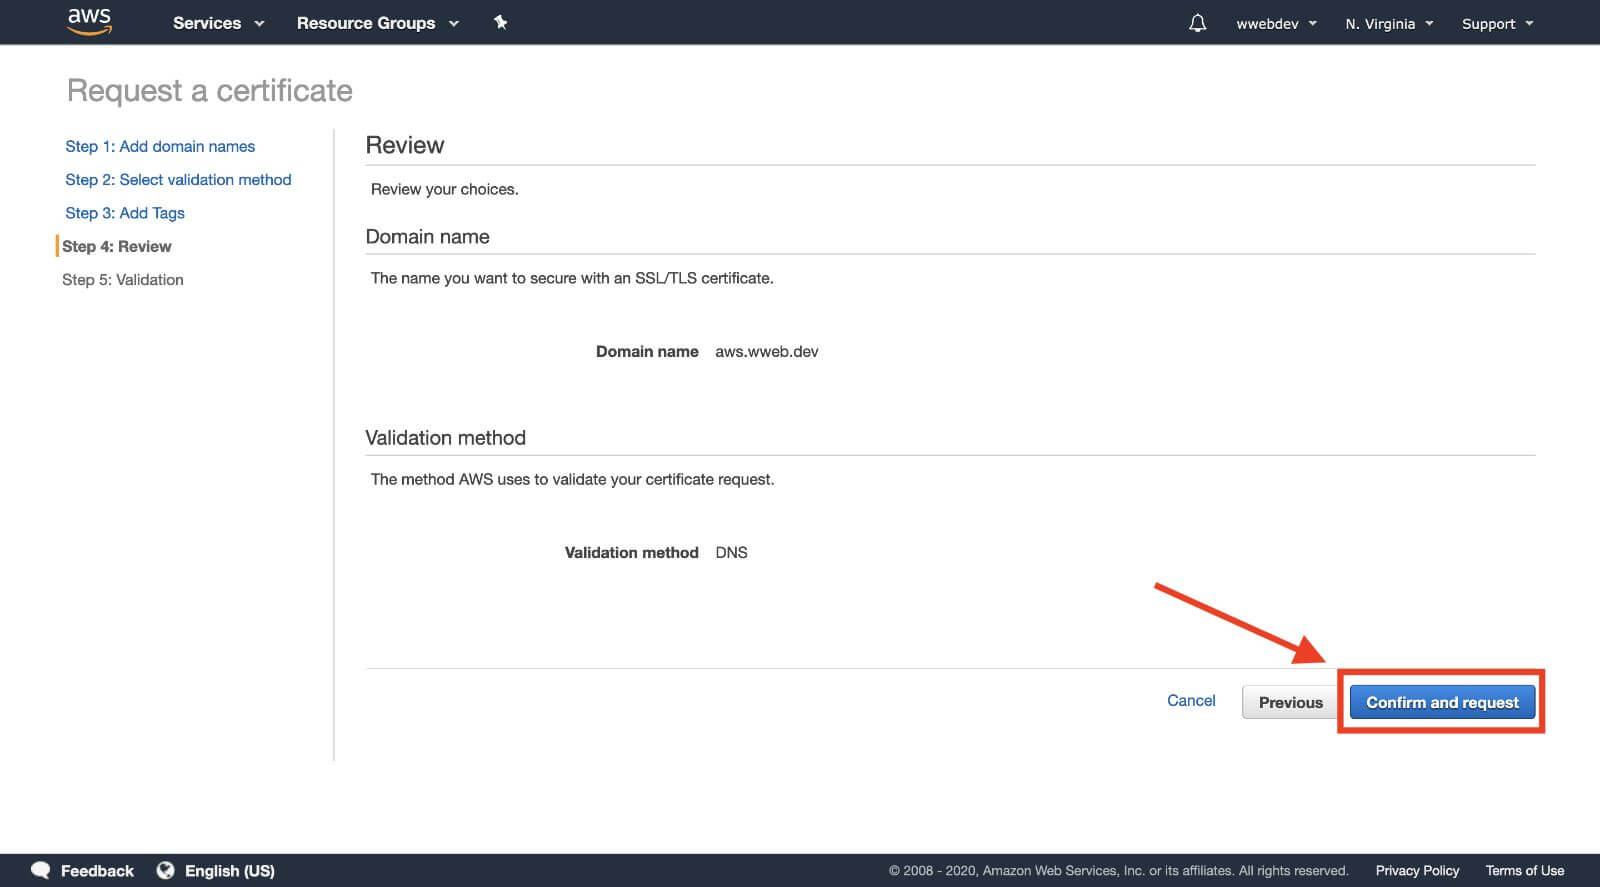 aws Services Resource Groups wwebdev N. Virginia Support
Request a certificate
Step 1: Add domain names
Step 2: Select validation method
Step 3: Add Tags
Step 4: Review
Step 5: Validation
Review
Review your choices.
Domain name
The name you want to secure with an SSL/TLS certificate.
Domain name aws.wweb.dev
Validation method
The method AWS uses to validate your certificate request.
Validation method DNS
Cancel Previous Confirm and request
Feedback English (US) © 2008 - 2020, Amazon Web Services, Inc. or its affiliates. All rights reserved. Privacy Policy Terms of Use